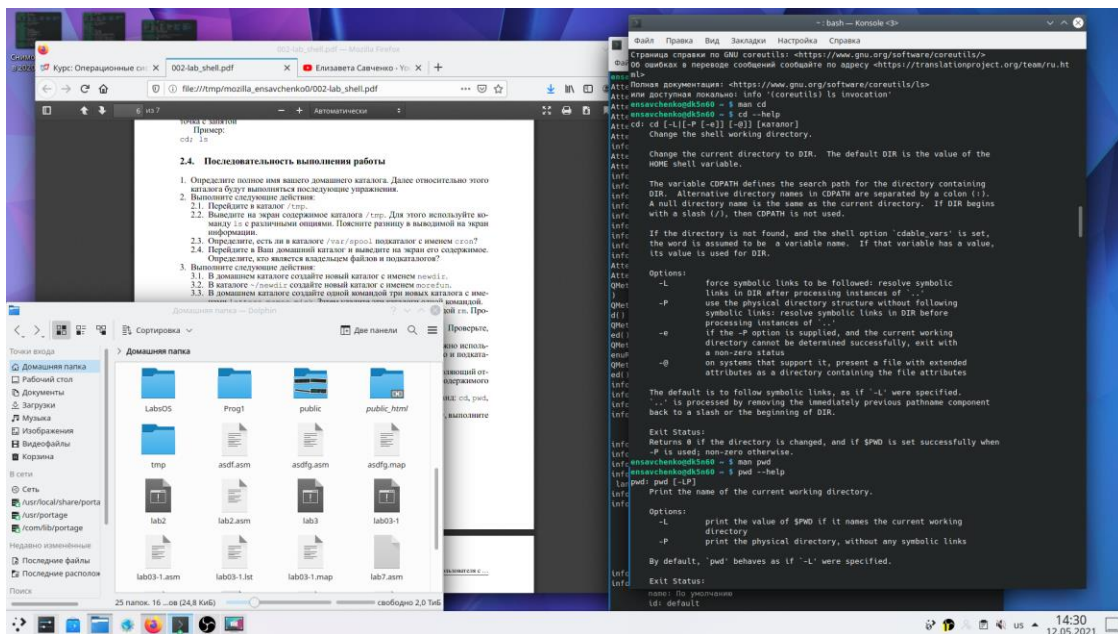 002-lab_shell.pdf — Mozilla Firefox
Курс: Операционные сис
002-lab_shell.pdf
Елизавета Савченко - You
file:///tmp/mozilla_ensavchenko0/002-lab_shell.pdf
6 из 7
Автоматически
точка с запятой
Пример:
cd; ls
2.4. Последовательность выполнения работы
1. Определите полное имя вашего домашнего каталога. Далее относительно этого
каталога будут выполняться последующие упражнения.
2. Выполните следующие действия:
2.1. Перейдите в каталог /tmp.
2.2. Выведите на экран содержимое каталога /tmp. Для этого используйте ко-
манду ls с различными опциями. Поясните разницу в выводимой на экран
информации.
2.3. Определите, есть ли в каталоге /var/spool подкаталог с именем cron?
2.4. Перейдите в Ваш домашний каталог и выведите на экран его содержимое.
Определите, кто является владельцем файлов и подкаталогов?
3. Выполните следующие действия:
3.1. В домашнем каталоге создайте новый каталог с именем newdir.
3.2. В каталоге ~/newdir создайте новый каталог с именем morefun.
3.3. В домашнем каталоге создайте одной командой три новых каталога с име-
командой.
Проверьте,
выполните
Домашняя папка — Dolphin
Сортировка
Две панели
Точки входа
Домашняя папка
Рабочий стол
Документы
Загрузки
Музыка
Изображения
Видеофайлы
Корзина
В сети
Сеть
/usr/local/share/porta
/usr/portage
/com/lib/portage
Недавно изменённые
Последние файлы
Последние располож
Поиск
Домашняя папка
LabsOS
Prog1
public
public_html
tmp
asdf.asm
asdfg.asm
asdfg.map
lab2
lab2.asm
lab3
lab03-1
lab03-1.asm
lab03-1.lst
lab03-1.map
lab7.asm
25 папок. 16 ...ов (24,8 КиБ)
свободно 2,0 ТиБ
~ : bash — Konsole <3>
Файл Правка Вид Закладки Настройка Справка
Страница справки по GNU coreutils: <https://www.gnu.org/software/coreutils/>
Об ошибках в переводе сообщений сообщайте по адресу <https://translationproject.org/team/ru.ht
ml>
Полная документация: <https://www.gnu.org/software/coreutils/ls>
или доступная локально: info '(coreutils) ls invocation'
ensavchenko@dk5n60 ~ $ man cd
ensavchenko@dk5n60 ~ $ cd --help
cd: cd [-L|[-P [-e]] [-@]] [каталог]
Change the shell working directory.
Change the current directory to DIR. The default DIR is the value of the
HOME shell variable.
The variable CDPATH defines the search path for the directory containing
DIR. Alternative directory names in CDPATH are separated by a colon (:).
A null directory name is the same as the current directory. If DIR begins
with a slash (/), then CDPATH is not used.
If the directory is not found, and the shell option `cdable_vars' is set,
the word is assumed to be a variable name. If that variable has a value,
its value is used for DIR.
Options:
-L force symbolic links to be followed: resolve symbolic
links in DIR after processing instances of `..'
-P use the physical directory structure without following
symbolic links: resolve symbolic links in DIR before
processing instances of `..'
-e if the -P option is supplied, and the current working
directory cannot be determined successfully, exit with
a non-zero status
-@ on systems that support it, present a file with extended
attributes as a directory containing the file attributes
The default is to follow symbolic links, as if `-L' were specified.
`..' is processed by removing the immediately previous pathname component
back to a slash or the beginning of DIR.
Exit Status:
Returns 0 if the directory is changed, and if $PWD is set successfully when
-P is used; non-zero otherwise.
ensavchenko@dk5n60 ~ $ man pwd
ensavchenko@dk5n60 ~ $ pwd --help
pwd: pwd [-LP]
Print the name of the current working directory.
Options:
-L print the value of $PWD if it names the current working
directory
-P print the physical directory, without any symbolic links
By default, `pwd' behaves as if `-L' were specified.
Exit Status:
name: По умолчанию
id: default
us
14:30
12.05.2021